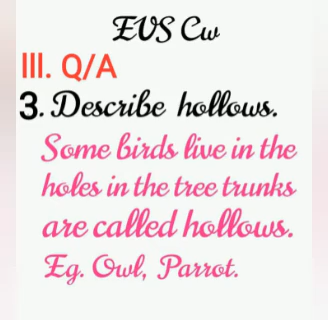 EVS Cw
III. Q/A
3. Describe hollows.
Some birds live in the
holes in the tree trunks
are called hollows.
Eg. Owl, Parrot.